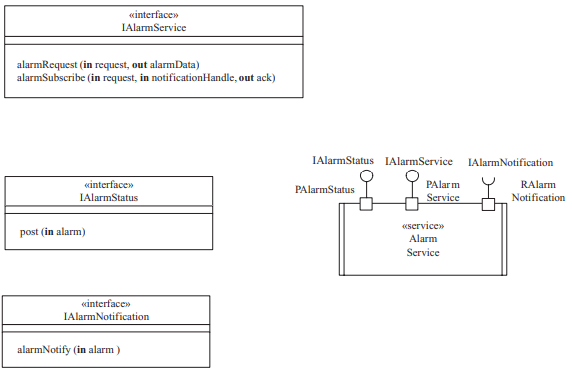 «interface»
IAlarmService
alarmRequest (in request, out alarmData)
alarmSubscribe (in request, in notificationHandle, out ack)
«interface»
IAlarmStatus
post (in alarm)
«interface»
IAlarmNotification
alarmNotify (in alarm )
IAlarmStatus IAlarmService IAlarmNotification
PAlarmStatus
PAlarm
Service
RAlarm
Notification
«service»
Alarm
Service